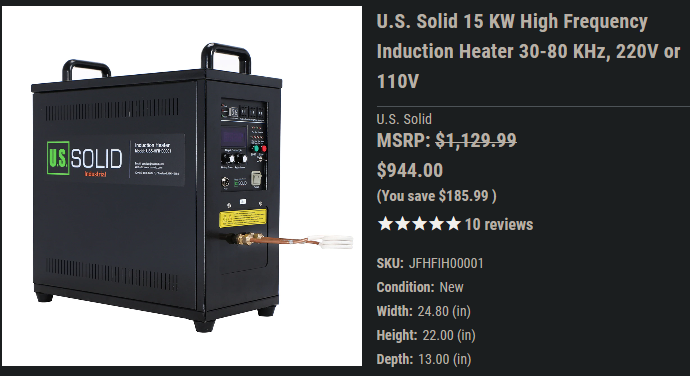 U.S. Solid 15 KW High Frequency
Induction Heater 30-80 KHz, 220V or
110V
U.S. Solid
MSRP: $1,129.99
$944.00
(You save $185.99 )
10 reviews
SKU: JFHFIH00001
Condition: New
Width: 24.80 (in)
Height: 22.00 (in)
Depth: 13.00 (in)
U.S. SOLID
Industrial
Induction Heater